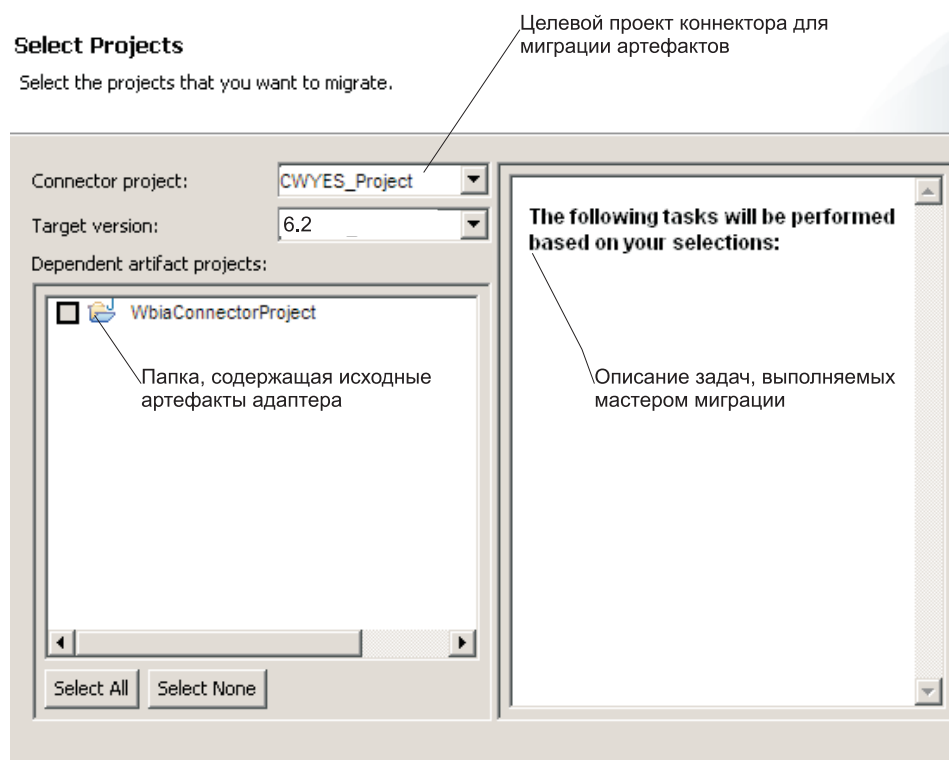 Целевой проект коннектора для
миграции артефактов
Select Projects
Select the projects that you want to migrate.
Connector project:
CWYES_Project
Target version:
6.2
Dependent artifact projects:
WbiaConnectorProject
Папка, содержащая исходные
артефакты адаптера
Select All
Select None
The following tasks will be performed
based on your selections:
Описание задач, выполняемых
мастером миграции